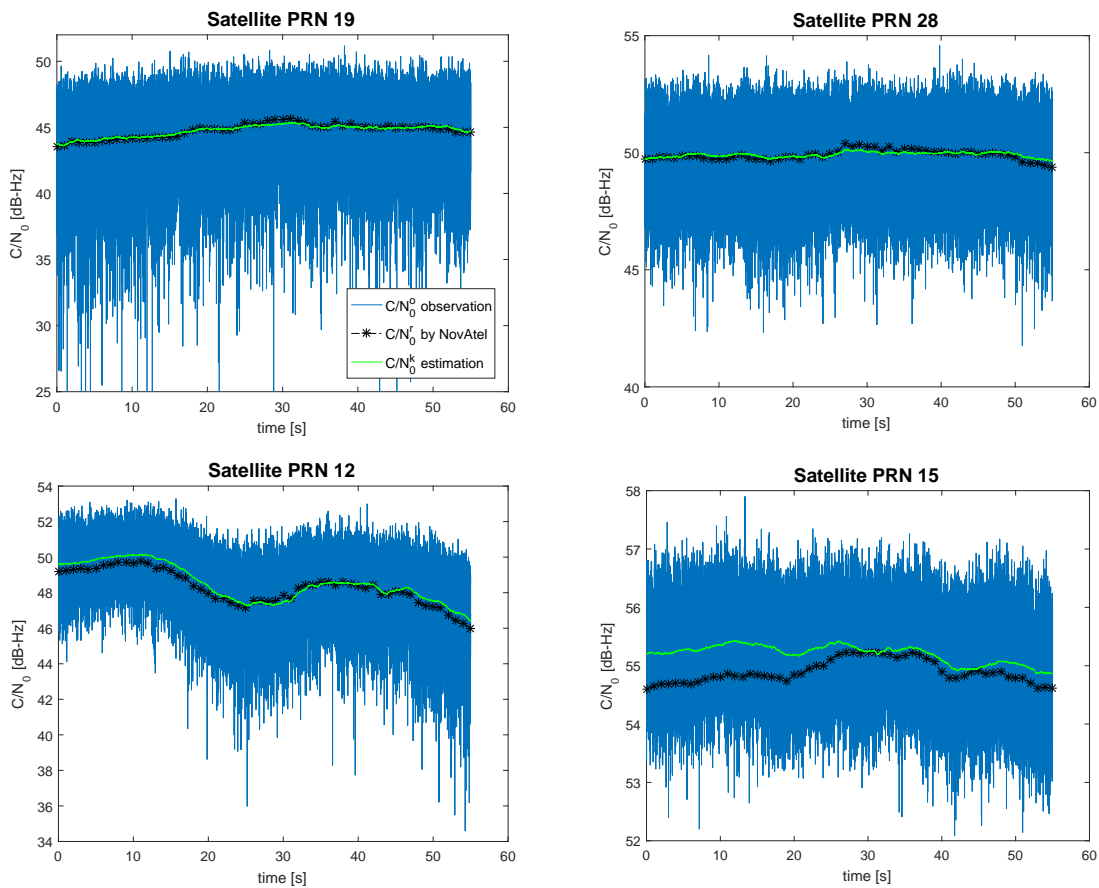 Satellite PRN 19
50
45
40
35
30
25
C/N₀ [dB-Hz]
0 10 20 30 40 50 60
time [s]
C/N₀ᵒ observation
C/N₀ʳ by NovAtel
C/N₀ᵏ estimation
Satellite PRN 28
55
50
45
40
C/N₀ [dB-Hz]
0 10 20 30 40 50 60
time [s]
Satellite PRN 12
54
52
50
48
46
44
42
40
38
36
34
C/N₀ [dB-Hz]
0 10 20 30 40 50 60
time [s]
Satellite PRN 15
58
57
56
55
54
53
52
C/N₀ [dB-Hz]
0 10 20 30 40 50 60
time [s]